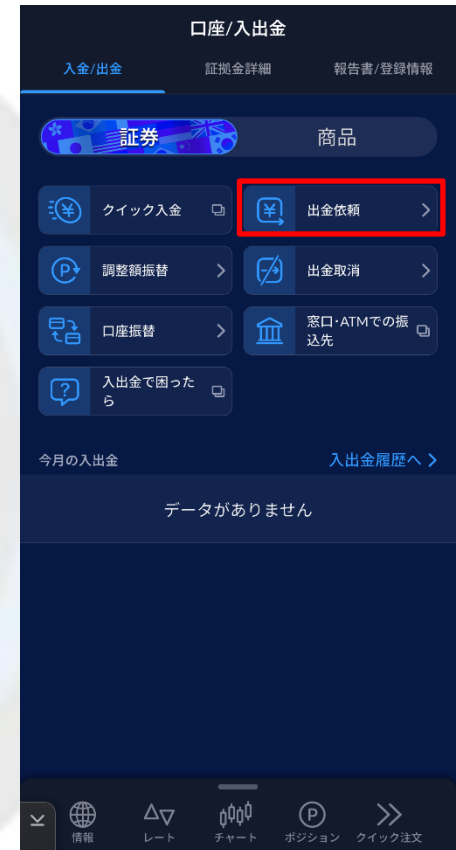 口座/入出金
入金/出金 証拠金詳細 報告書/登録情報
証券 商品
クイック入金 出金依頼
調整額振替 出金取消
口座振替 窓口・ATMでの振
込先
入出金で困った
ら
今月の入出金 入出金履歴へ
データがありません
情報 レート チャート ポジション クイック注文